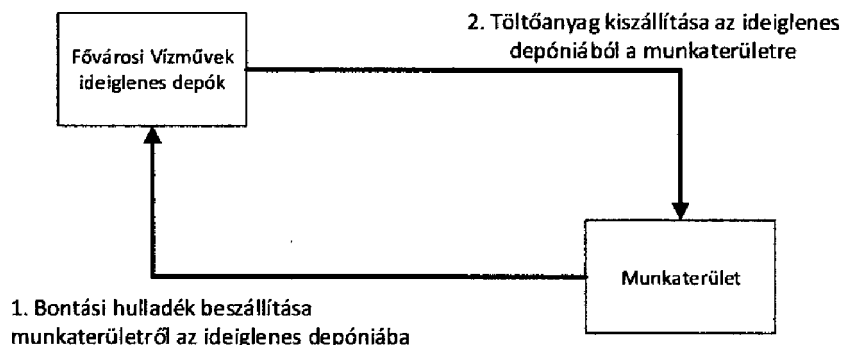 2. Töltőanyag kiszállítása az ideiglenes
depóniából a munkaterületre
Fővárosi Vízművek
ideiglenes depók
Munkaterület
1. Bontási hulladék beszállítása
munkaterületről az ideiglenes depóniába